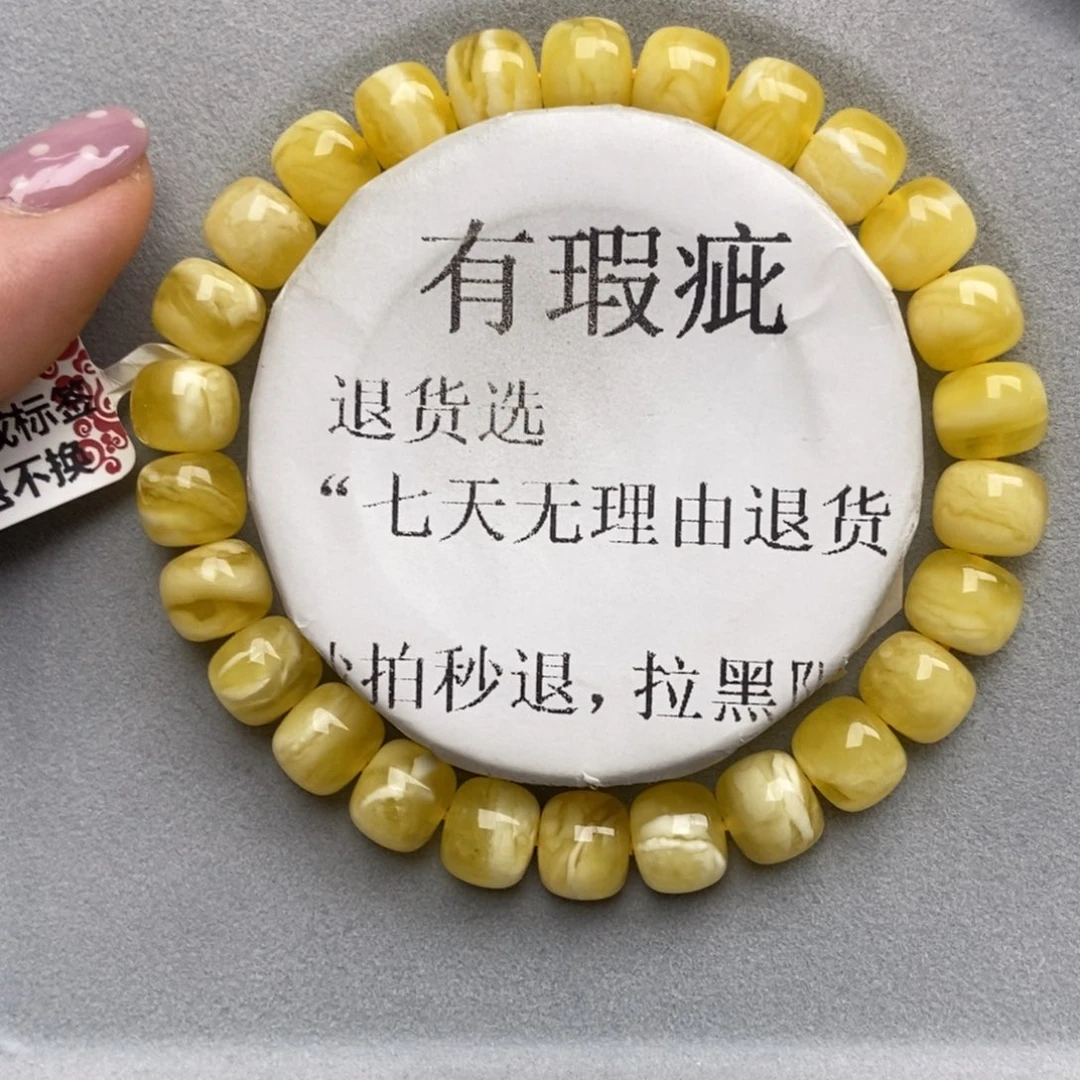 有瑕疵
退货选
“七天无理由退货
拍秒退，拉黑
标签
不换